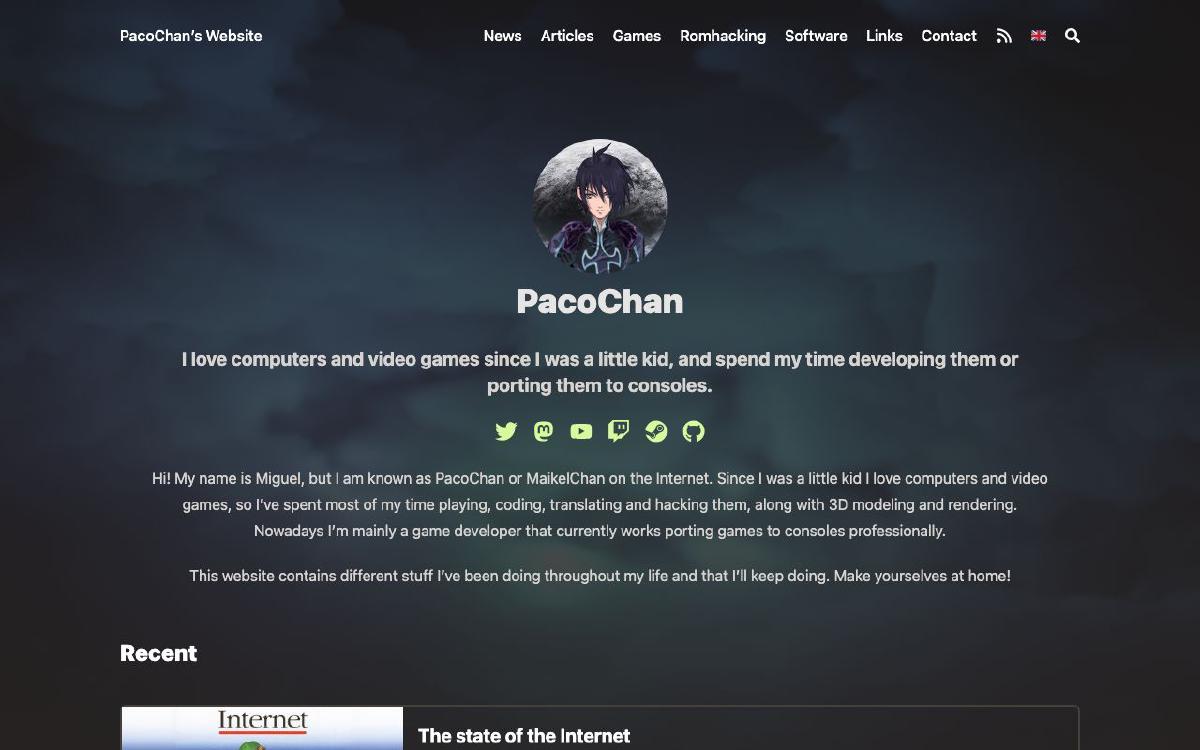 PacoChan's Website
News Articles Games Romhacking Software Links Contact
PacoChan
I love computers and video games since I was a little kid, and spend my time developing them or
porting them to consoles.
Hi! My name is Miguel, but I am known as PacoChan or MaikelChan on the Internet. Since I was a little kid I love computers and video
games, so I've spent most of my time playing, coding, translating and hacking them, along with 3D modeling and rendering.
Nowadays I'm mainly a game developer that currently works porting games to consoles professionally.
This website contains different stuff I've been doing throughout my life and that I'll keep doing. Make yourselves at home!
Recent
Internet
The state of the Internet